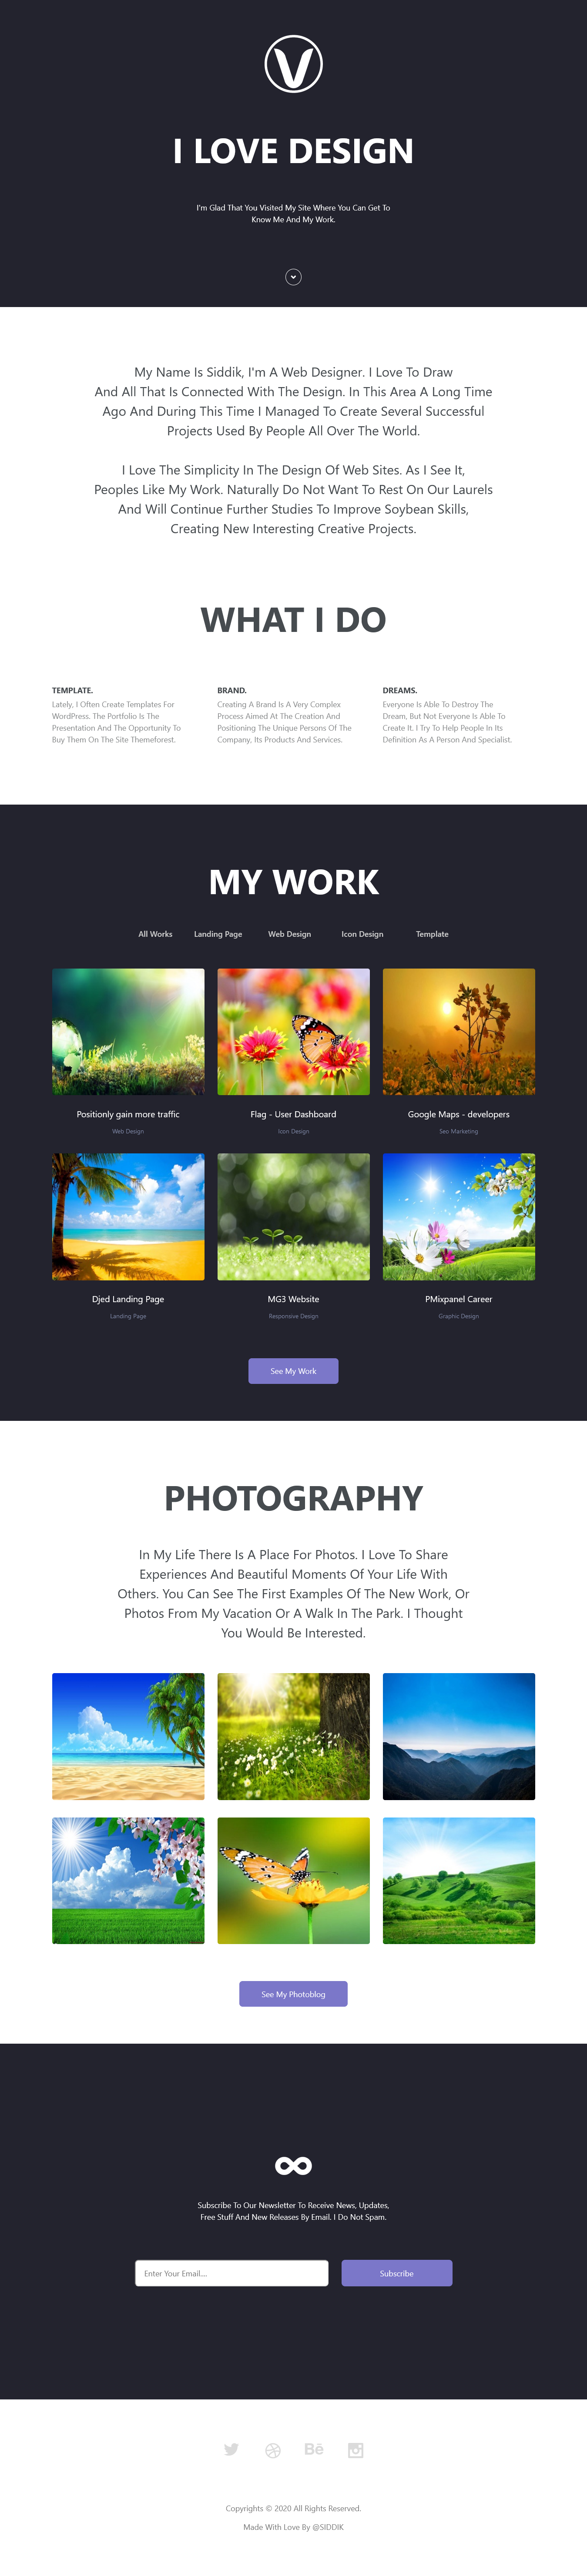 I LOVE DESIGN
I'm Glad That You Visited My Site Where You Can Get To
Know Me And My Work.
My Name Is Siddik, I'm A Web Designer. I Love To Draw
And All That Is Connected With The Design. In This Area A Long Time
Ago And During This Time I Managed To Create Several Successful
Projects Used By People All Over The World.
I Love The Simplicity In The Design Of Web Sites. As I See It,
Peoples Like My Work. Naturally Do Not Want To Rest On Our Laurels
And Will Continue Further Studies To Improve Soybean Skills,
Creating New Interesting Creative Projects.
WHAT I DO
TEMPLATE.
Lately, I Often Create Templates For
WordPress. The Portfolio Is The
Presentation And The Opportunity To
Buy Them On The Site Themeforest.
BRAND.
Creating A Brand Is A Very Complex
Process Aimed At The Creation And
Positioning The Unique Persons Of The
Company, Its Products And Services.
DREAMS.
Everyone Is Able To Destroy The
Dream, But Not Everyone Is Able To
Create It. I Try To Help People In Its
Definition As A Person And Specialist.
MY WORK
All Works Landing Page Web Design Icon Design Template
Positionly gain more traffic
Web Design
Flag - User Dashboard
Icon Design
Google Maps - developers
Seo Marketing
Djed Landing Page
Landing Page
MG3 Website
Responsive Design
PMixpanel Career
Graphic Design
See My Work
PHOTOGRAPHY
In My Life There Is A Place For Photos. I Love To Share
Experiences And Beautiful Moments Of Your Life With
Others. You Can See The First Examples Of The New Work, Or
Photos From My Vacation Or A Walk In The Park. I Thought
You Would Be Interested.
See My Photoblog
Subscribe To Our Newsletter To Receive News, Updates,
Free Stuff And New Releases By Email. I Do Not Spam.
Enter Your Email.... Subscribe
Bē
Copyrights © 2020 All Rights Reserved.
Made With Love By @SIDDIK